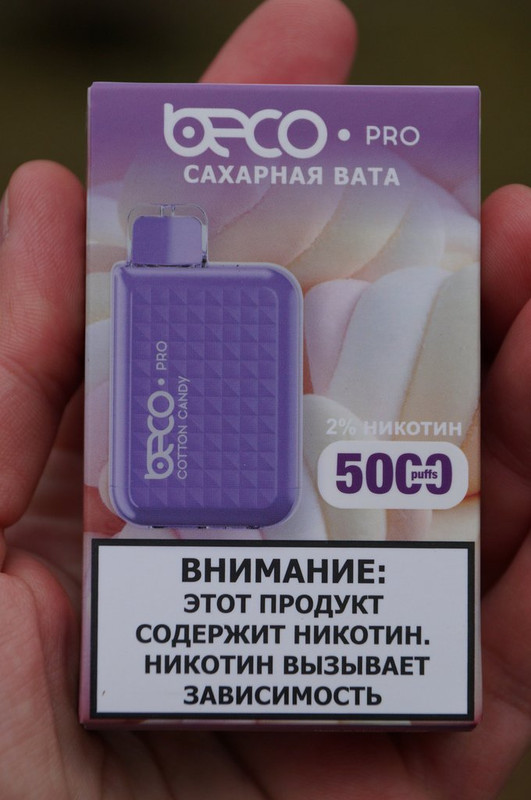 beco • PRO
САХАРНАЯ ВАТА
beco • PRO
COTTON CANDY
2% НИКОТИН
5000 puffs
ВНИМАНИЕ:
ЭТОТ ПРОДУКТ
СОДЕРЖИТ НИКОТИН.
НИКОТИН ВЫЗЫВАЕТ
ЗАВИСИМОСТЬ